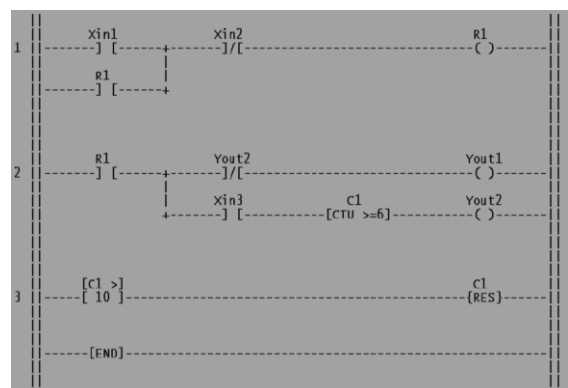 Xin1 Xin2 R1
1 ||------] [------+------]/[----------------------------( )------||
R1
||------] [------+
R1 Yout2 Yout1
2 ||------] [------+------]/[----------------------------( )------||
Xin3 C1 Yout2
+------] [----------[CTU >=6]----------( )------||
[C1 >] C1
3 ||-----[ 10 ]-------------------------------------------{RES}-----||
||------[END]---------------------------------------------------||